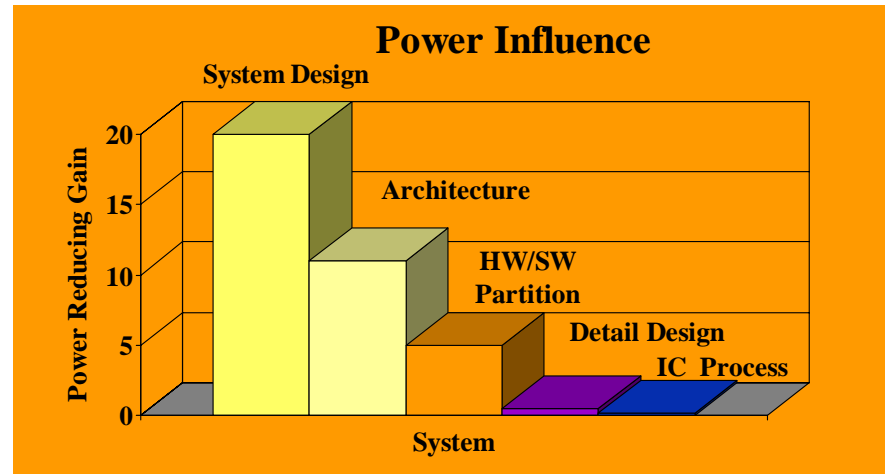 Power Influence
System Design
20
Architecture
15
HW/SW
Partition
10
Detail Design
5
IC Process
0
Power Reducing Gain
System